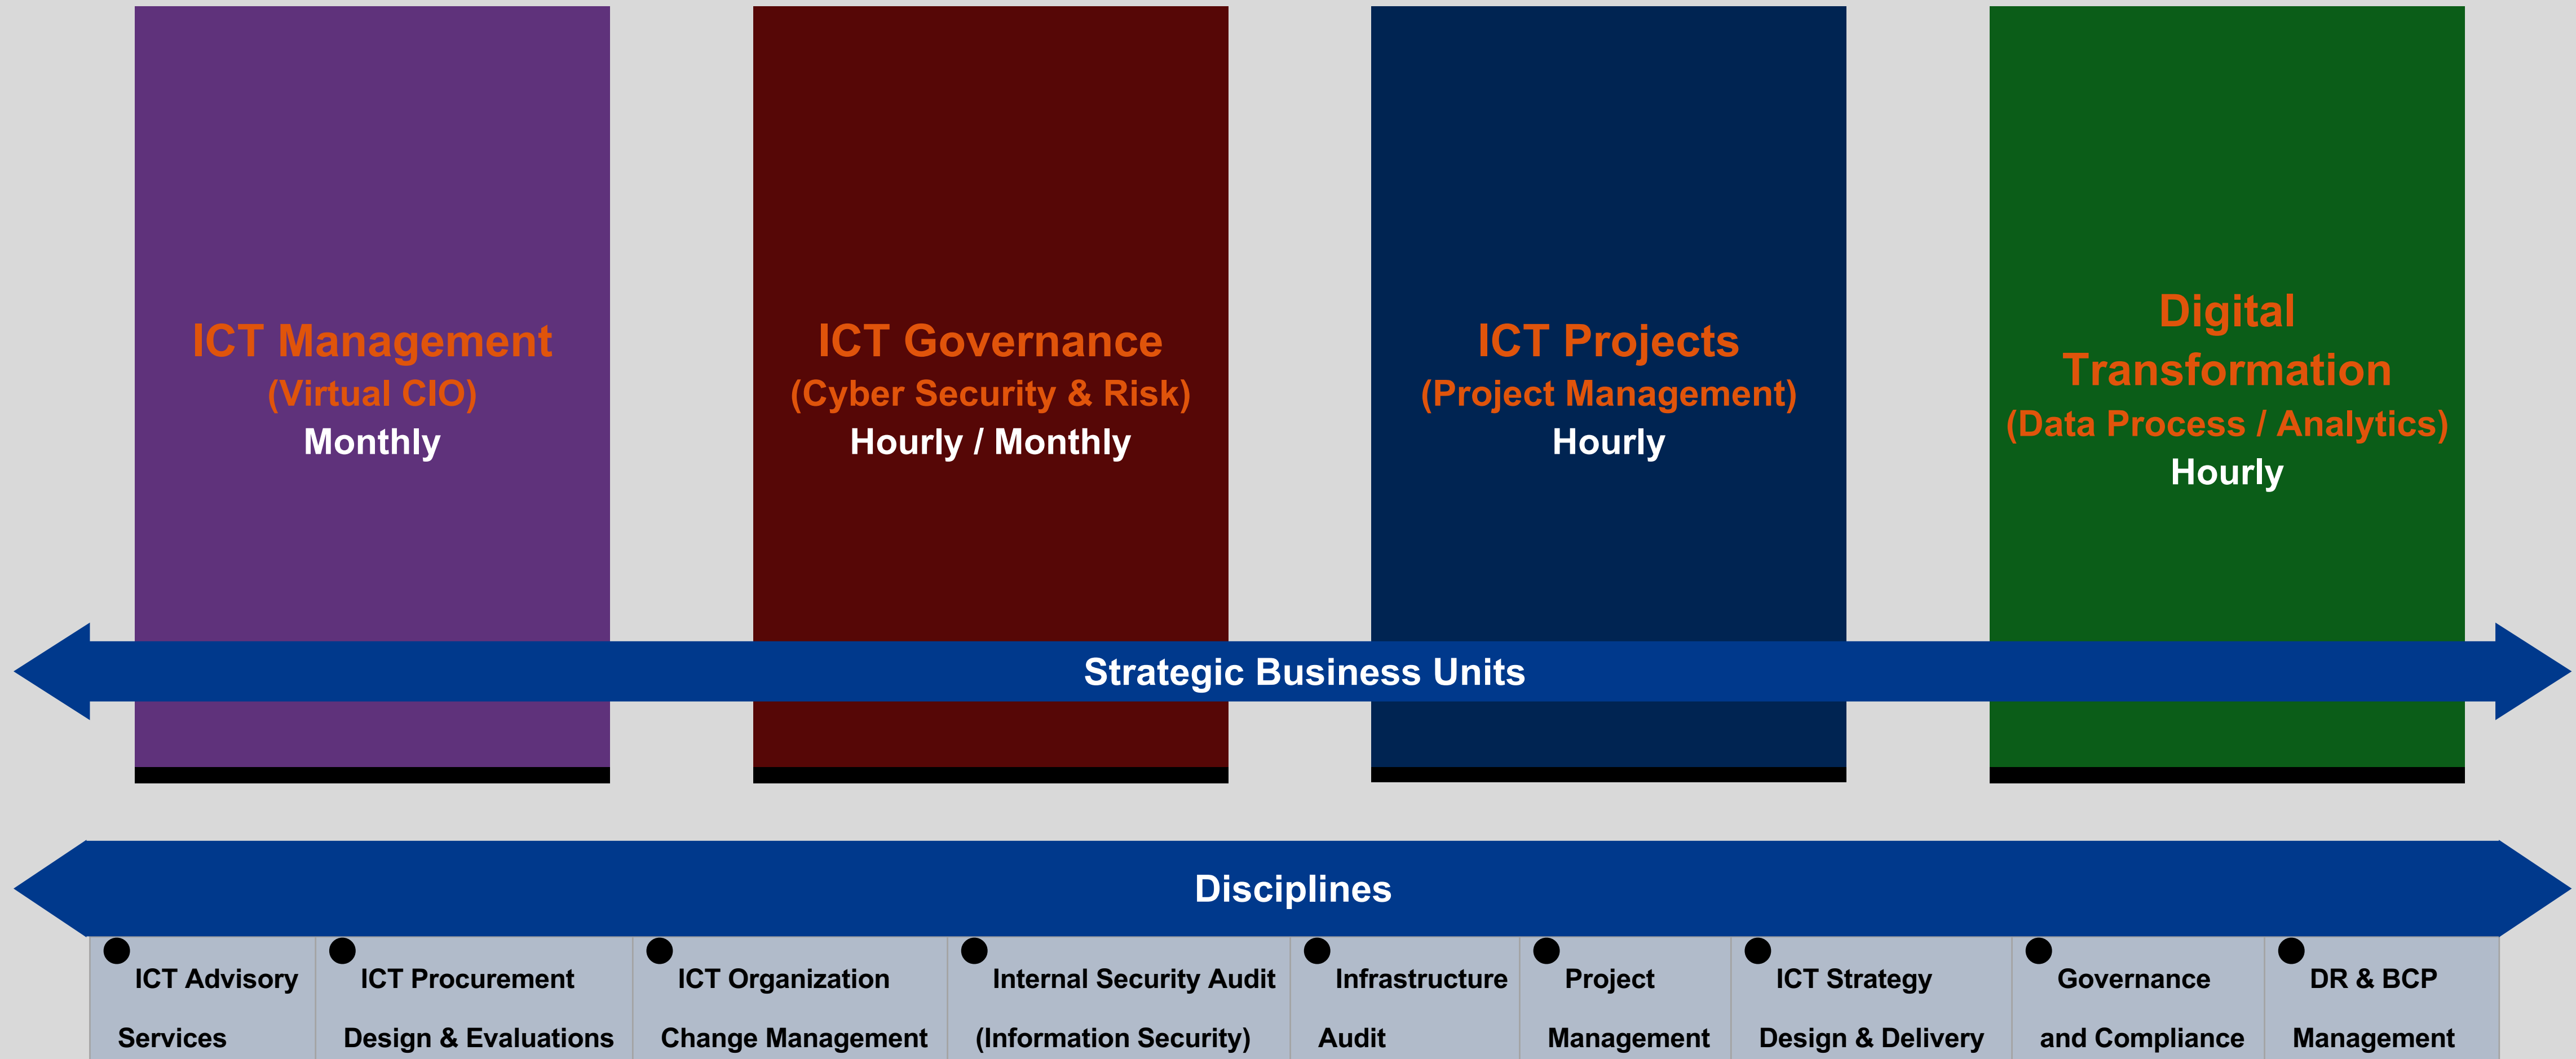 ICT Management
(Virtual CIO)
Monthly
ICT Governance
(Cyber Security & Risk)
Hourly / Monthly
ICT Projects
(Project Management)
Hourly
Digital
Transformation
(Data Process / Analytics)
Hourly
Strategic Business Units
Disciplines
ICT Advisory
Services
ICT Procurement
Design & Evaluations
ICT Organization
Change Management
Internal Security Audit
(Information Security)
Infrastructure
Audit
Project
Management
ICT Strategy
Design & Delivery
Governance
and Compliance
DR & BCP
Management